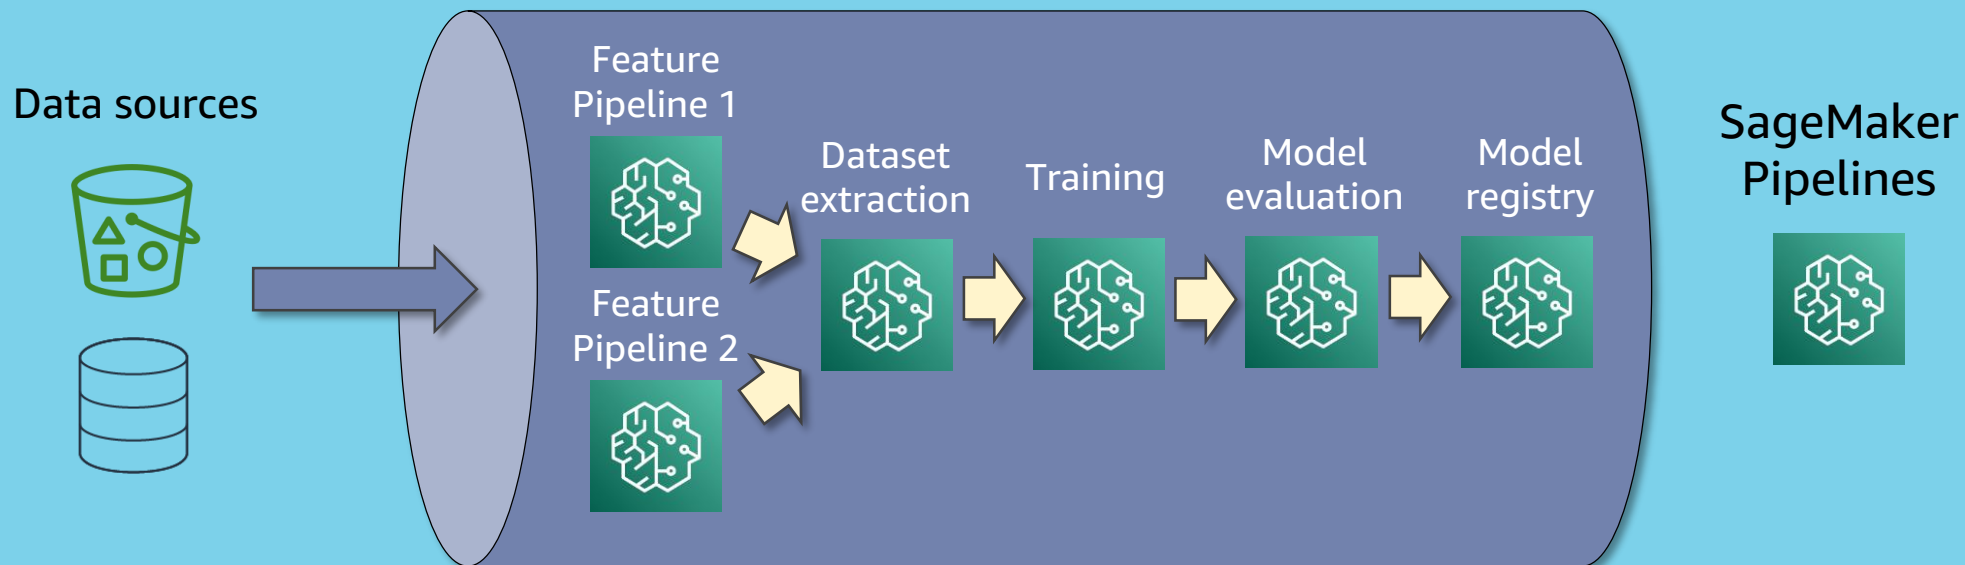 Data sources
Feature
Pipeline 1
Feature
Pipeline 2
Dataset
extraction
Training
Model
evaluation
Model
registry
SageMaker
Pipelines